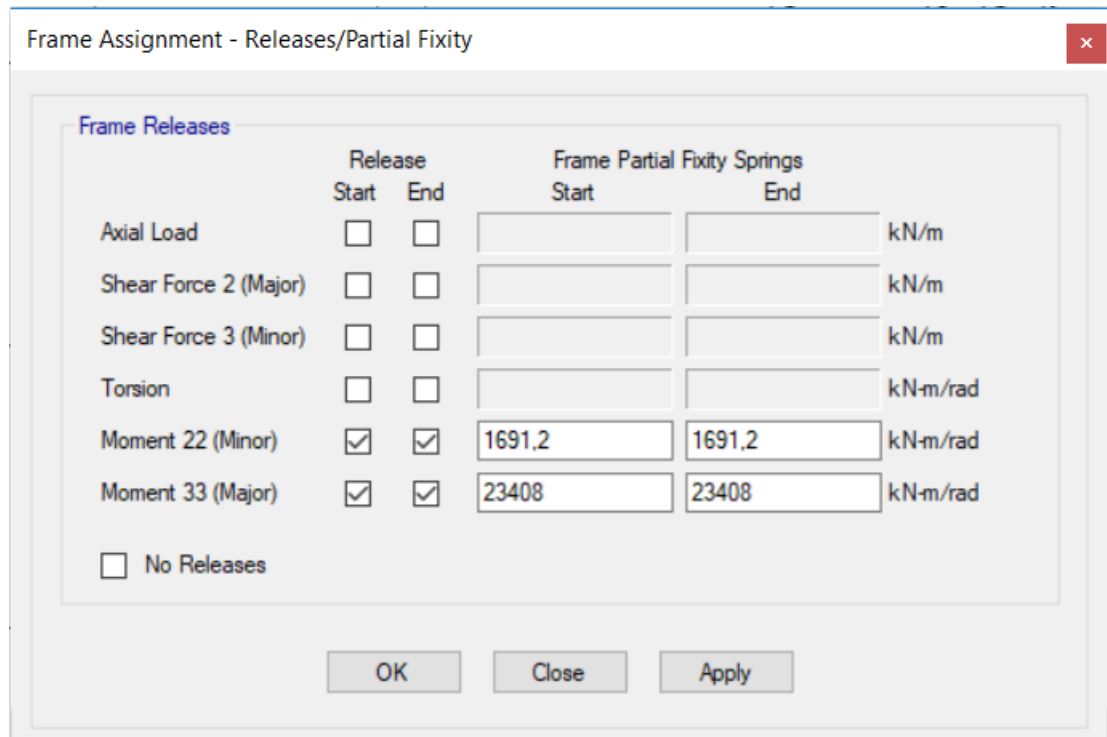 Frame Assignment - Releases/Partial Fixity
Frame Releases
Release Frame Partial Fixity Springs
Start End Start End
Axial Load kN/m
Shear Force 2 (Major) kN/m
Shear Force 3 (Minor) kN/m
Torsion kN-m/rad
Moment 22 (Minor) 1691,2 1691,2 kN-m/rad
Moment 33 (Major) 23408 23408 kN-m/rad
No Releases
OK Close Apply